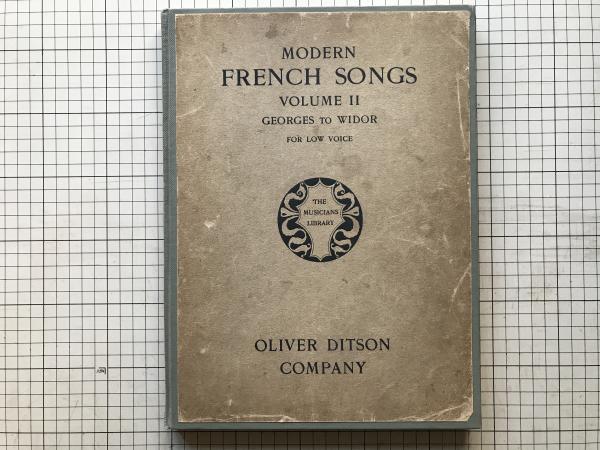 MODERN
FRENCH SONGS
VOLUME II
GEORGES TO WIDOR
FOR LOW VOICE
THE
MUSICIANS
LIBRARY
OLIVER DITSON
COMPANY